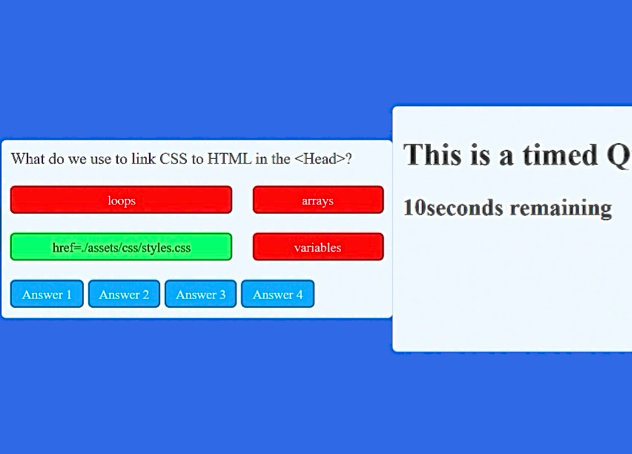 What do we use to link CSS to HTML in the <Head>?
loops
arrays
href=./assets/css/styles.css
variables
Answer 1 Answer 2 Answer 3 Answer 4
This is a timed Q
10seconds remaining